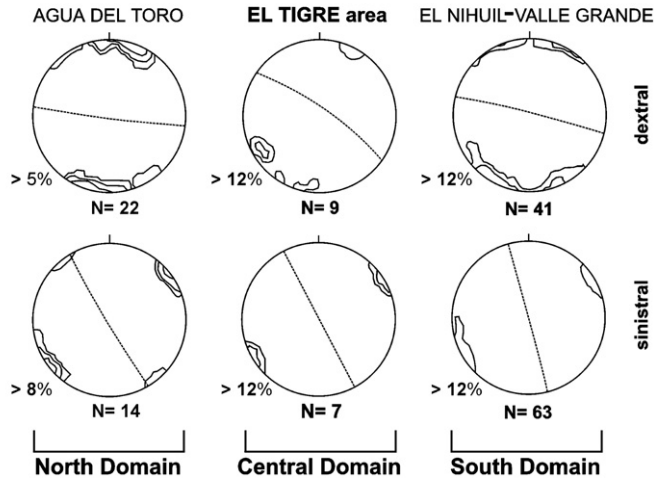 AGUA DEL TORO EL TIGRE area EL NIHUIL-VALLE GRANDE
dextral
> 5% > 12% > 12%
N= 22 N= 9 N= 41
sinistral
> 8% > 12% > 12%
N= 14 N= 7 N= 63
North Domain Central Domain South Domain